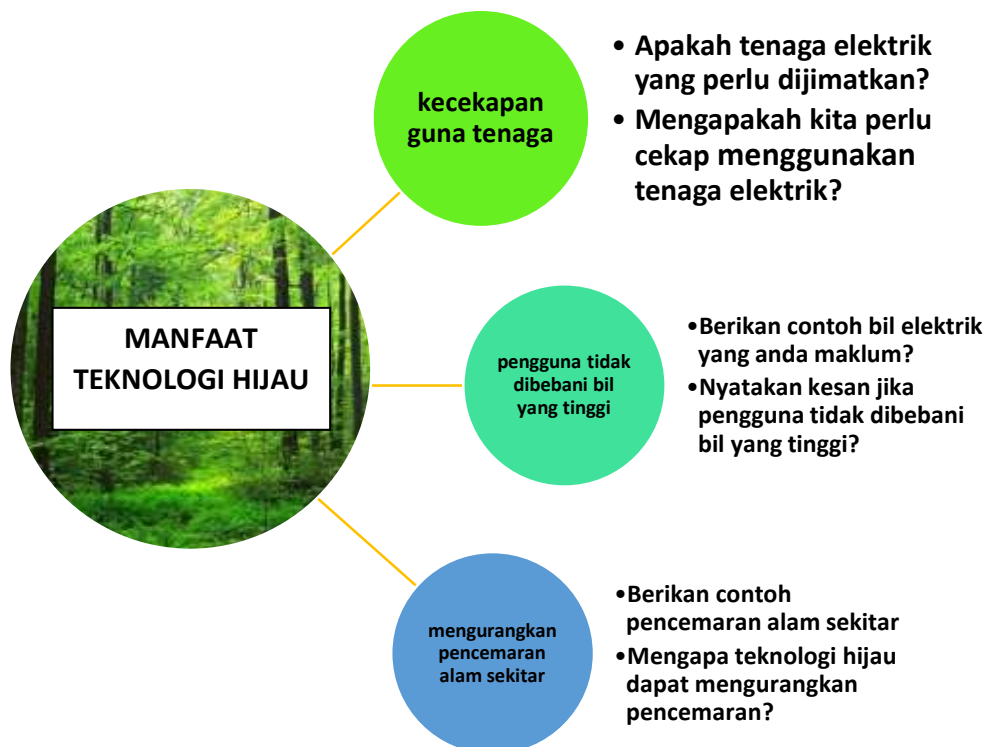 MANFAAT
TEKNOLOGI HIJAU
kecekapan
guna tenaga
• Apakah tenaga elektrik
yang perlu dijimatkan?
• Mengapakah kita perlu
cekap menggunakan
tenaga elektrik?
pengguna tidak
dibebani bil
yang tinggi
•Berikan contoh bil elektrik
yang anda maklum?
•Nyatakan kesan jika
pengguna tidak dibebani
bil yang tinggi?
mengurangkan
pencemaran
alam sekitar
•Berikan contoh
pencemaran alam sekitar
•Mengapa teknologi hijau
dapat mengurangkan
pencemaran?